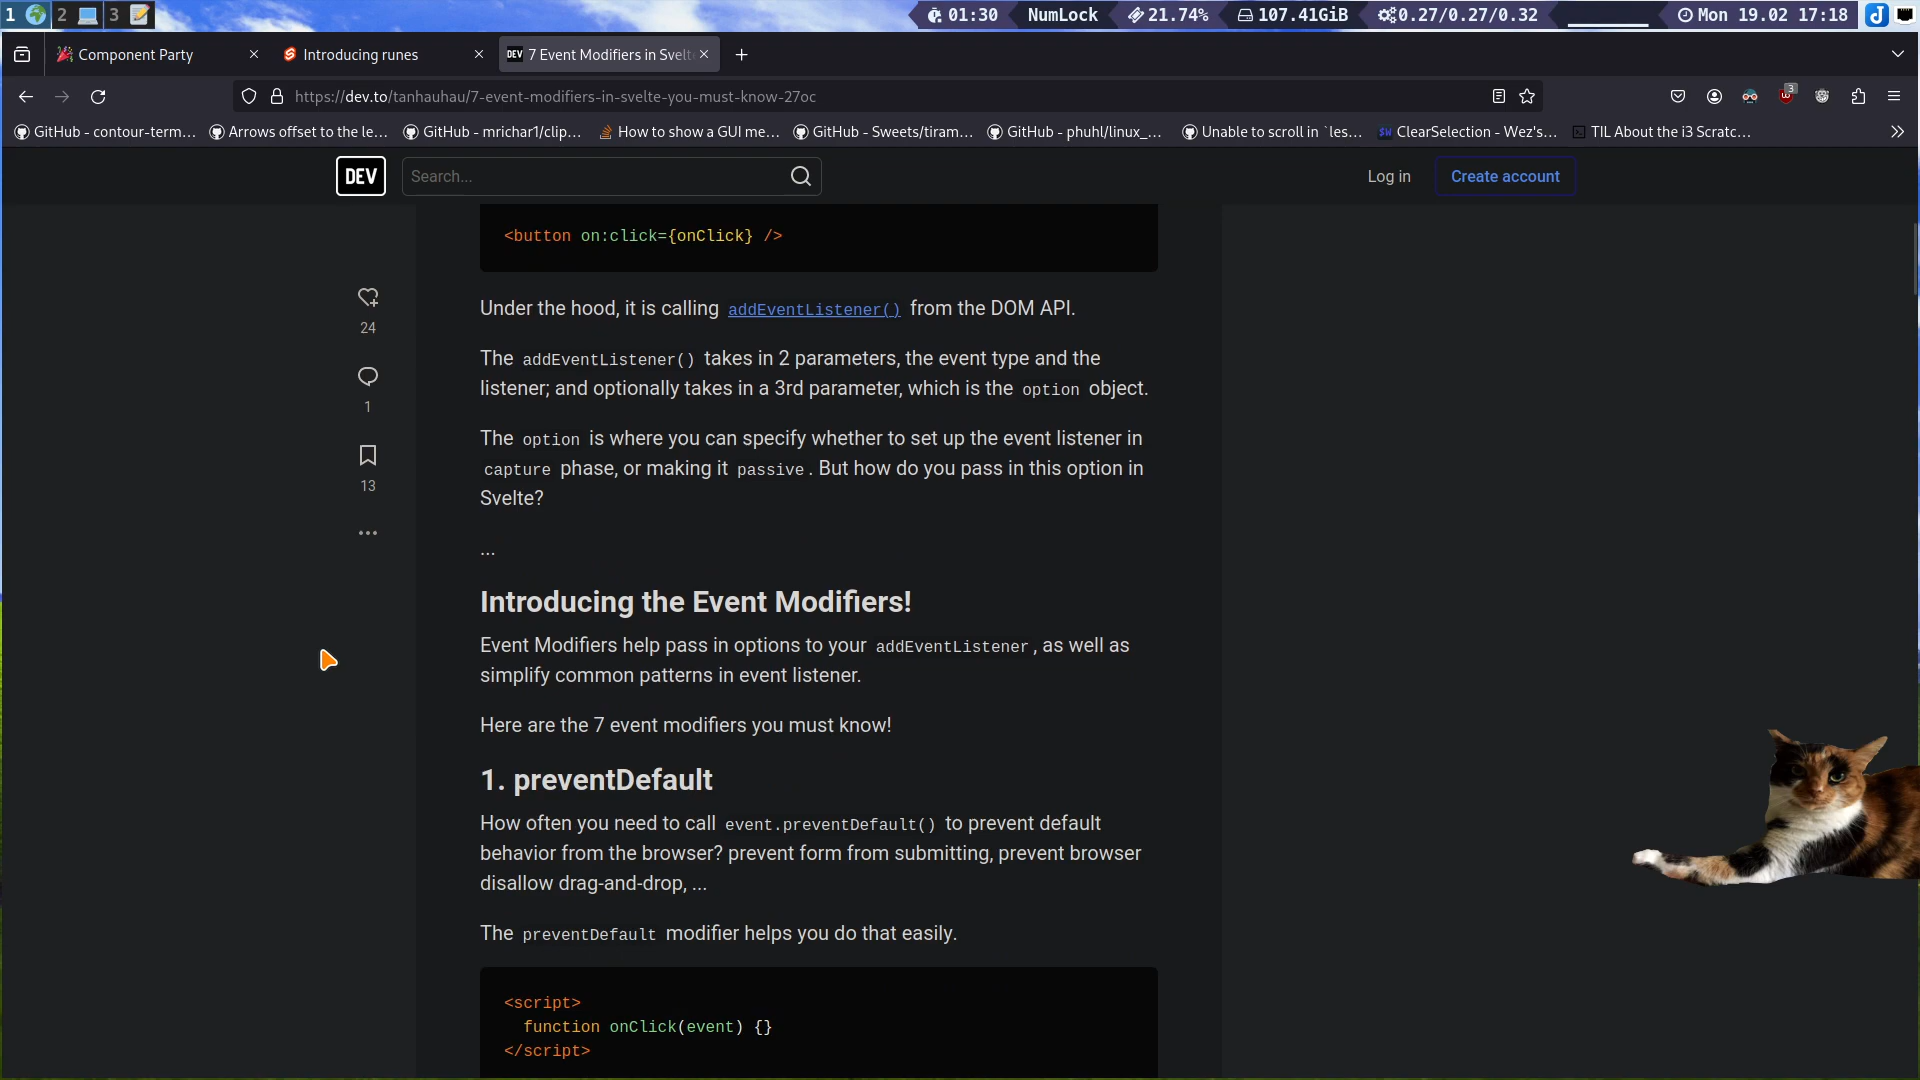 1 2 3 01:30 NumLock 21.74% 107.41GiB 0.27/0.27/0.32 Mon 19.02 17:18
Component Party Introducing runes DEV 7 Event Modifiers in Svelt
https://dev.to/tanhauhau/7-event-modifiers-in-svelte-you-must-know-27oc 3
GitHub - contour-term... Arrows offset to the le... GitHub - mrichar1/clip... How to show a GUI me... GitHub - Sweets/tiram... GitHub - phuhl/linux_... Unable to scroll in `les... ClearSelection - Wez's... TIL About the i3 Scratc...
DEV Search... Log in Create account
<button on:click={onClick} />
Under the hood, it is calling addEventListener() from the DOM API.
24
The addEventListener() takes in 2 parameters, the event type and the
listener; and optionally takes in a 3rd parameter, which is the option object.
1
The option is where you can specify whether to set up the event listener in
capture phase, or making it passive. But how do you pass in this option in
13
Svelte?
...
Introducing the Event Modifiers!
Event Modifiers help pass in options to your addEventListener, as well as
simplify common patterns in event listener.
Here are the 7 event modifiers you must know!
1. preventDefault
How often you need to call event.preventDefault() to prevent default
behavior from the browser? prevent form from submitting, prevent browser
disallow drag-and-drop, ...
The preventDefault modifier helps you do that easily.
<script>
function onClick(event) {}
</script>